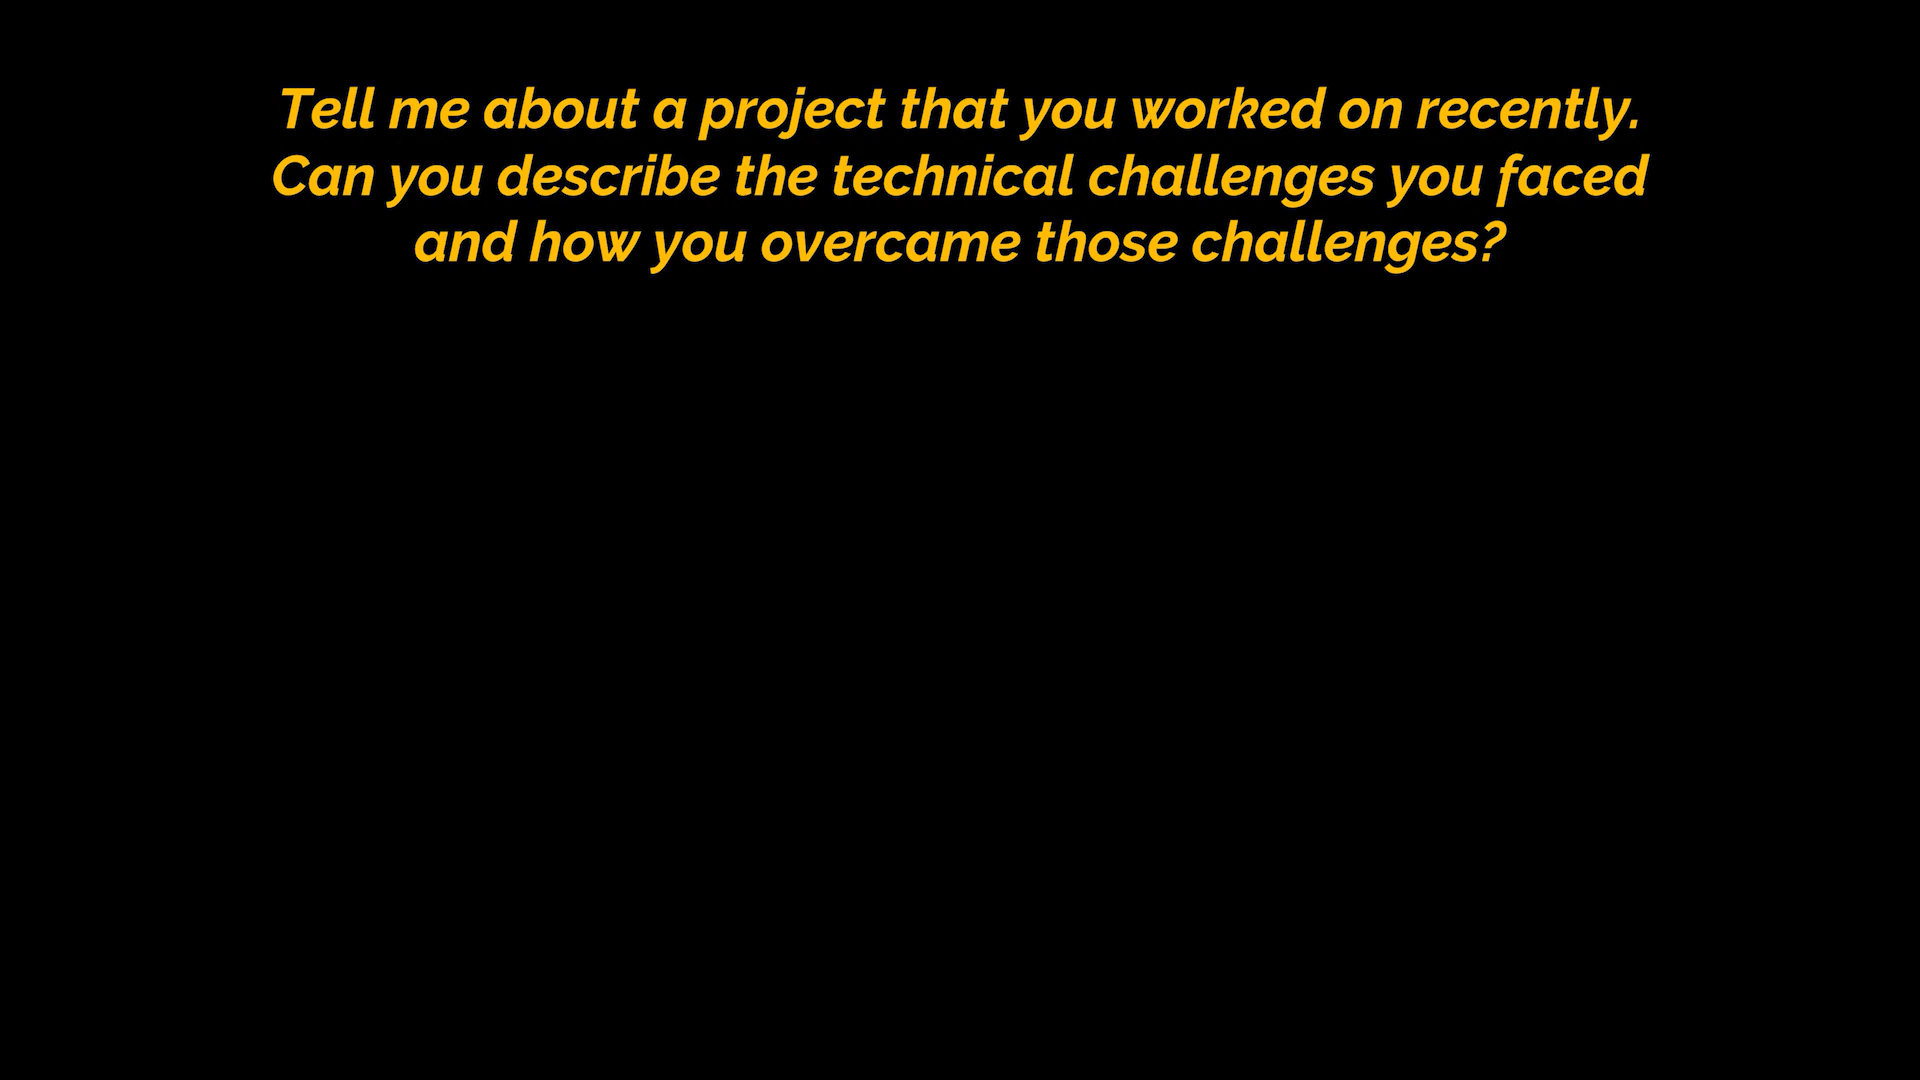 Tell me about a project that you worked on recently.
Can you describe the technical challenges you faced
and how you overcame those challenges?